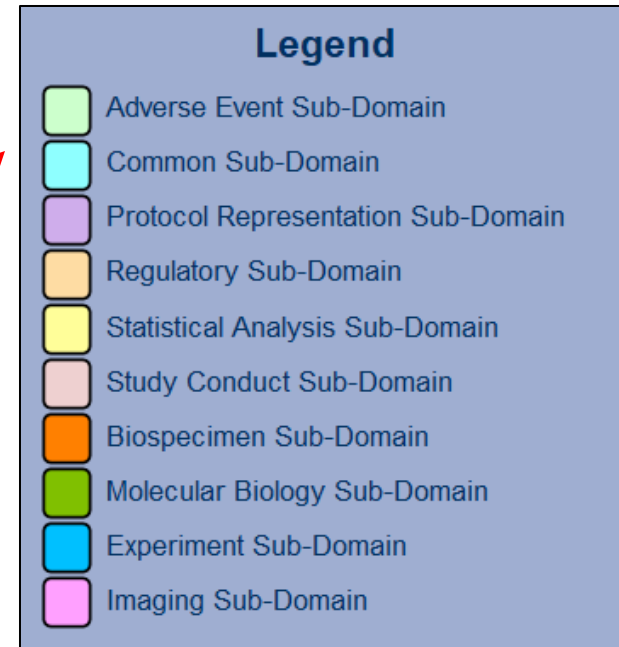 Legend
Adverse Event Sub-Domain
Common Sub-Domain
Protocol Representation Sub-Domain
Regulatory Sub-Domain
Statistical Analysis Sub-Domain
Study Conduct Sub-Domain
Biospecimen Sub-Domain
Molecular Biology Sub-Domain
Experiment Sub-Domain
Imaging Sub-Domain